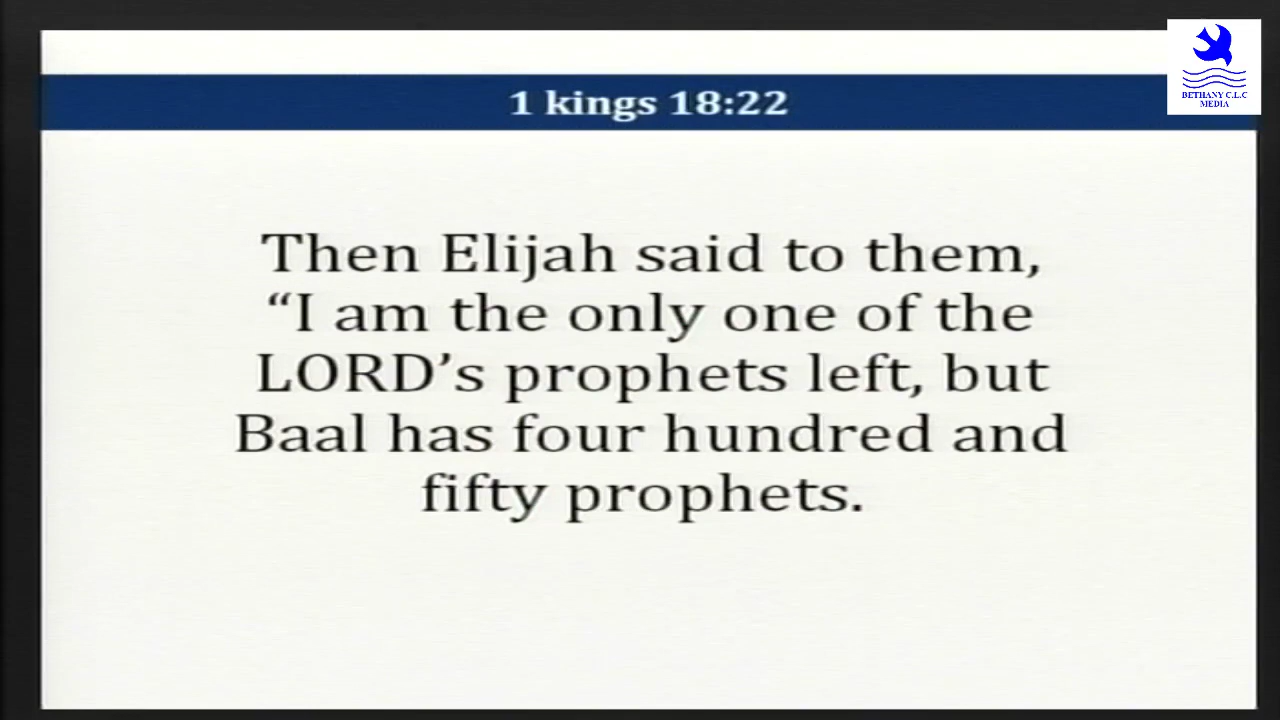 1 kings 18:22
BETHANY C.L.C
MEDIA
Then Elijah said to them,
“I am the only one of the
LORD’s prophets left, but
Baal has four hundred and
fifty prophets.